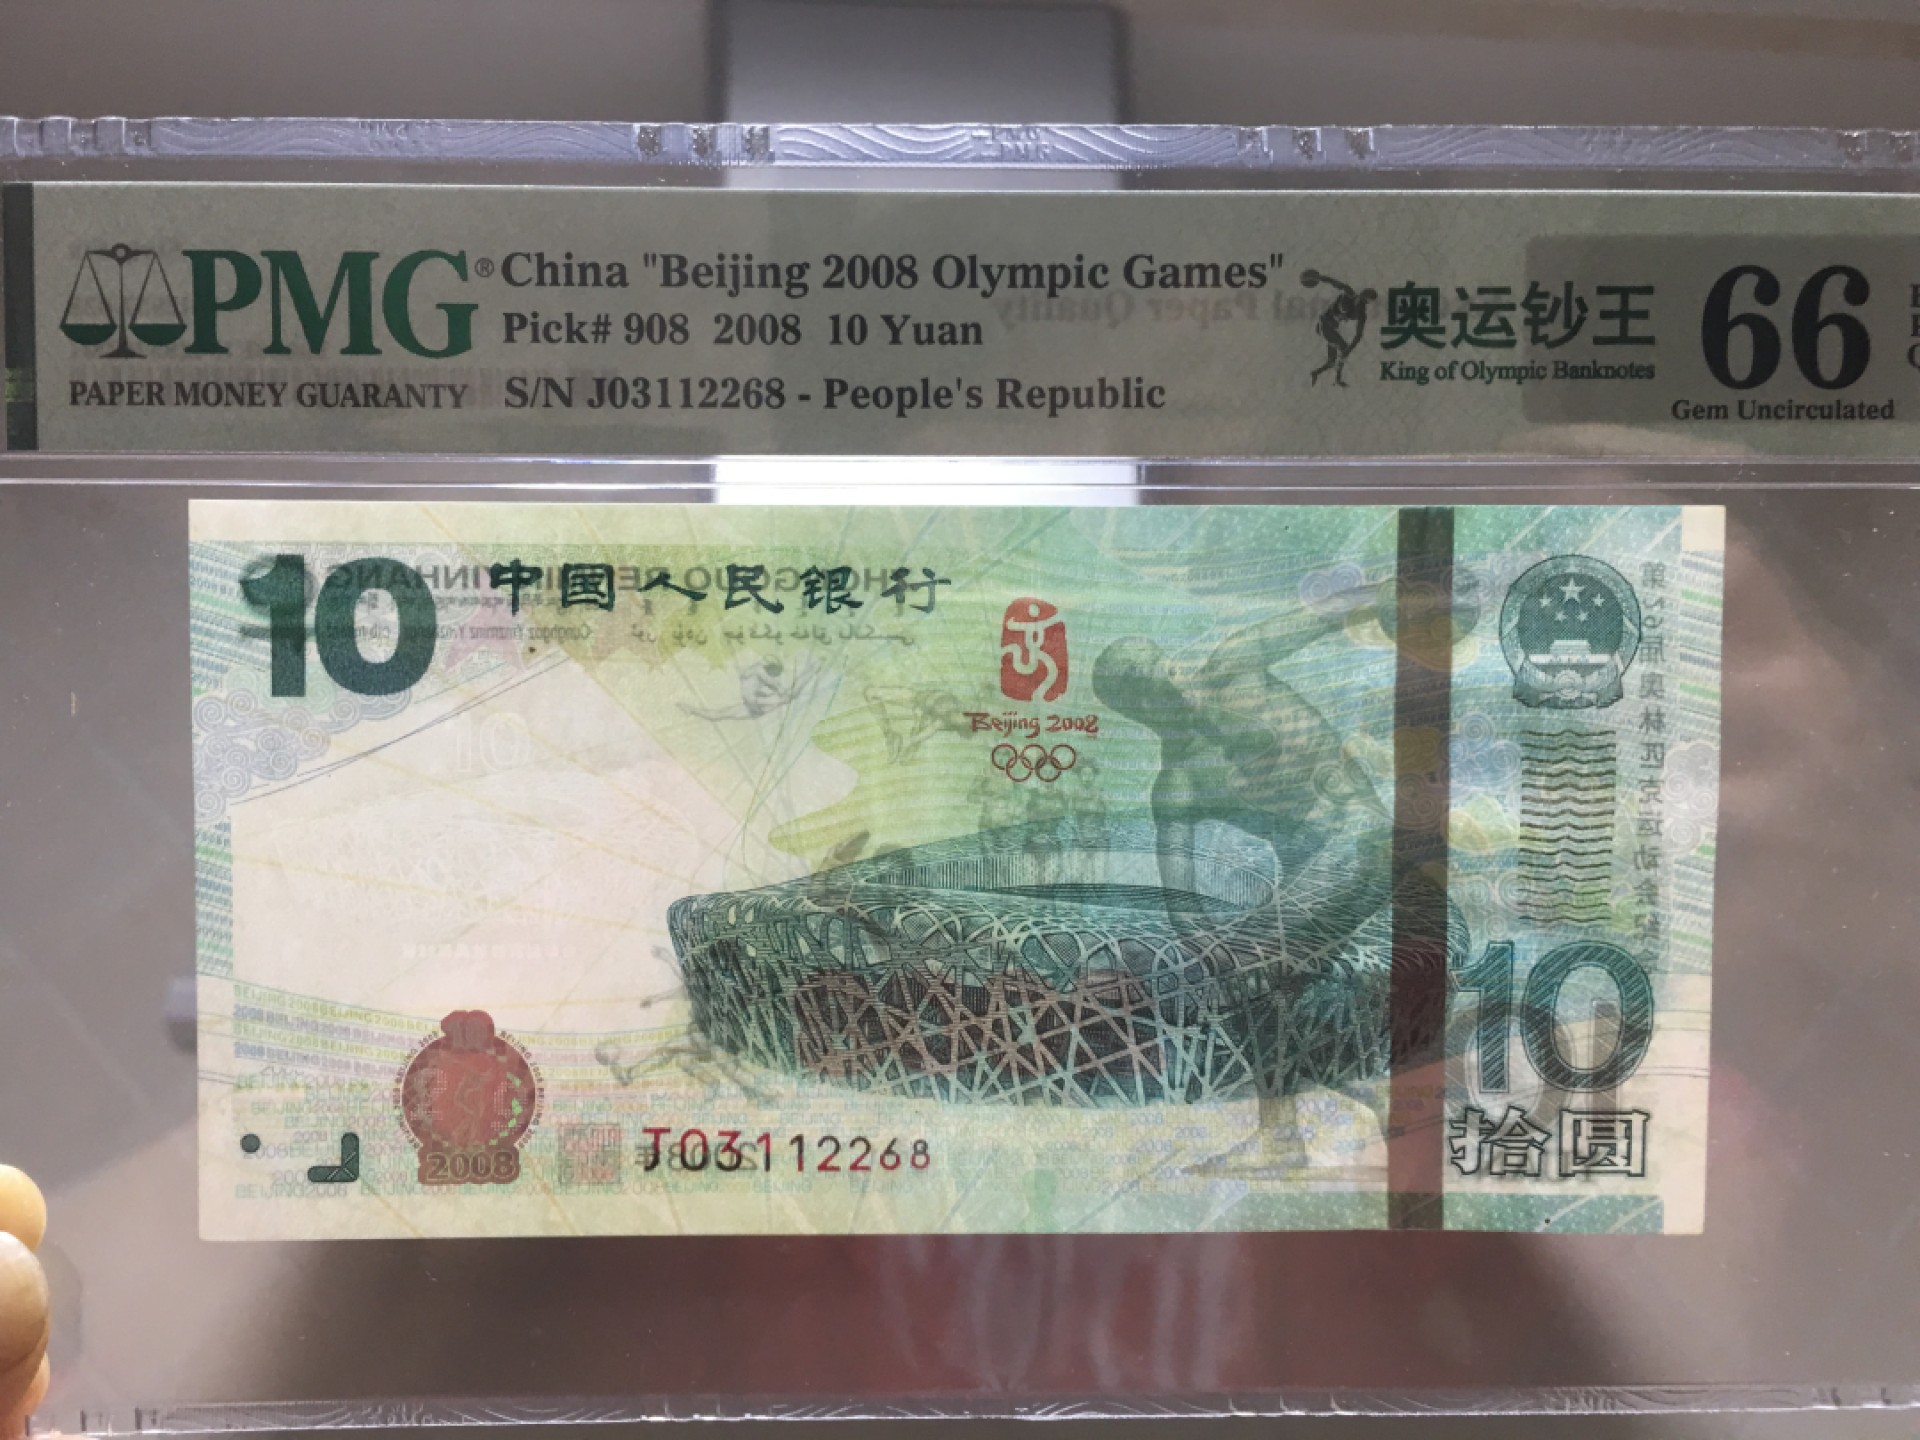 PMG® China "Beijing 2008 Olympic Games"
Pick# 908 2008 10 Yuan
PAPER MONEY GUARANTY
S/N J03112268 - People's Republic
奥运钞王
King of Olympic Banknotes
66
Gem Uncirculated
10 中国人民银行
Beijing 2008
10
拾圆
2008
J03112268